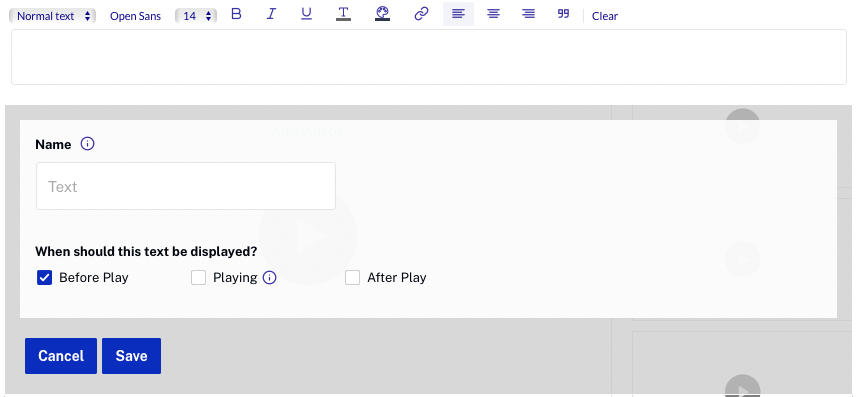 Normal text Open Sans 14 B I U T Clear
Name
Text
When should this text be displayed?
Before Play Playing After Play
Cancel Save